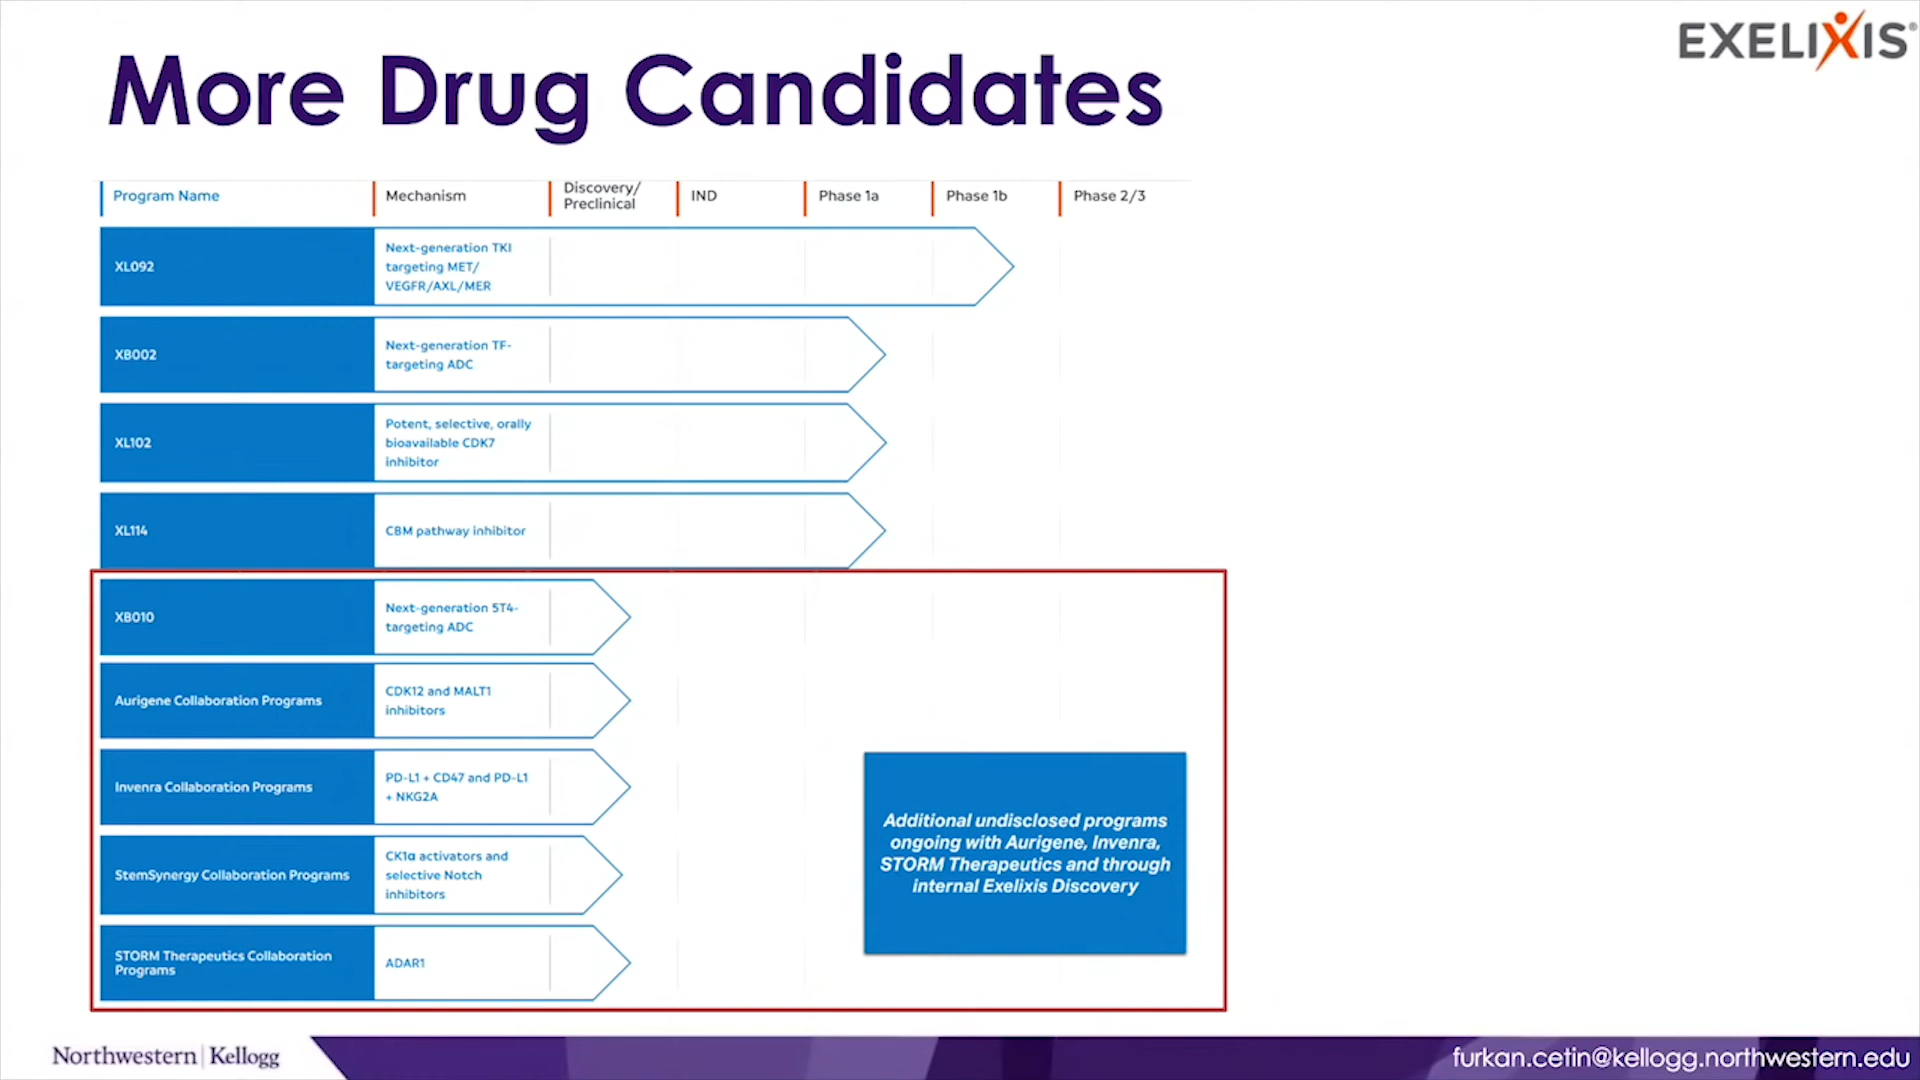 EXELIXIS®
More Drug Candidates
Program Name
Mechanism
Discovery/
Preclinical
IND
Phase 1a
Phase 1b
Phase 2/3
XL092
Next-generation TKI
targeting MET/
VEGFR/AXL/MER
XB002
Next-generation TF-
targeting ADC
XL102
Potent, selective, orally
bioavailable CDK7
inhibitor
XL114
CBM pathway inhibitor
XB010
Next-generation 5T4-
targeting ADC
Aurigene Collaboration Programs
CDK12 and MALT1
inhibitors
Invenra Collaboration Programs
PD-L1 + CD47 and PD-L1
+ NKG2A
StemSynergy Collaboration Programs
CK1α activators and
selective Notch
inhibitors
STORM Therapeutics Collaboration
Programs
ADAR1
Additional undisclosed programs
ongoing with Aurigene, Invenra,
STORM Therapeutics and through
internal Exelixis Discovery
Northwestern | Kellogg
furkan.cetin@kellogg.northwestern.edu